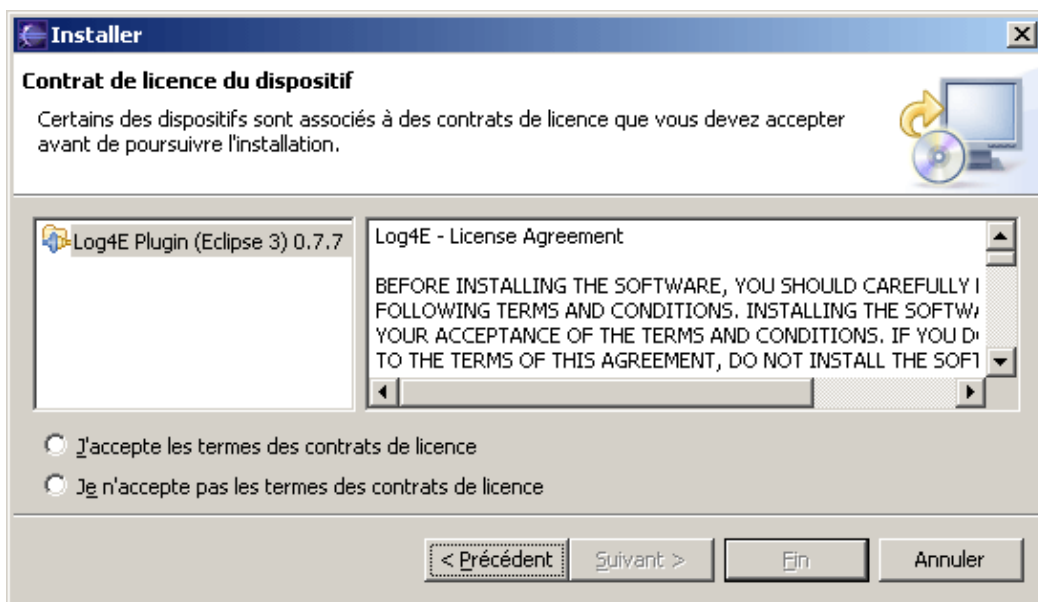 Installer
Contrat de licence du dispositif
Certains des dispositifs sont associés à des contrats de licence que vous devez accepter
avant de poursuivre l'installation.
Log4E Plugin (Eclipse 3) 0.7.7
Log4E - License Agreement
BEFORE INSTALLING THE SOFTWARE, YOU SHOULD CAREFULLY
FOLLOWING TERMS AND CONDITIONS. INSTALLING THE
YOUR ACCEPTANCE OF THE TERMS AND CONDITIONS. IF YOU
TO THE TERMS OF THIS AGREEMENT, DO NOT INSTALL THE
J'accepte les termes des contrats de licence
Je n'accepte pas les termes des contrats de licence
< Précédent
Suivant >
Fin
Annuler